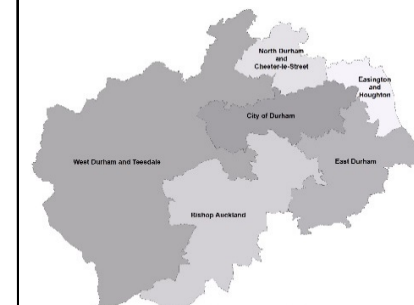 North Durham
and
Chester-le-Street
Easington
and
Houghton
City of Durham
West Durham and Teesdale
East Durham
Bishop Auckland